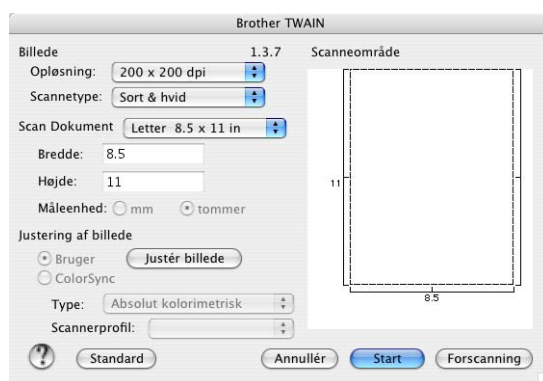 Brother TWAIN
Billede 1.3.7
Opløsning: 200 x 200 dpi
Scannetype: Sort & hvid
Scan Dokument Letter 8.5 x 11 in
Bredde: 8.5
Højde: 11
Måleenhed: mm tommer
Justering af billede
Bruger Justér billede
ColorSync
Type: Absolut kolorimetrisk
Scannerprofil:
Scanneområde
11
8.5
? Standard Annullér Start Forscanning